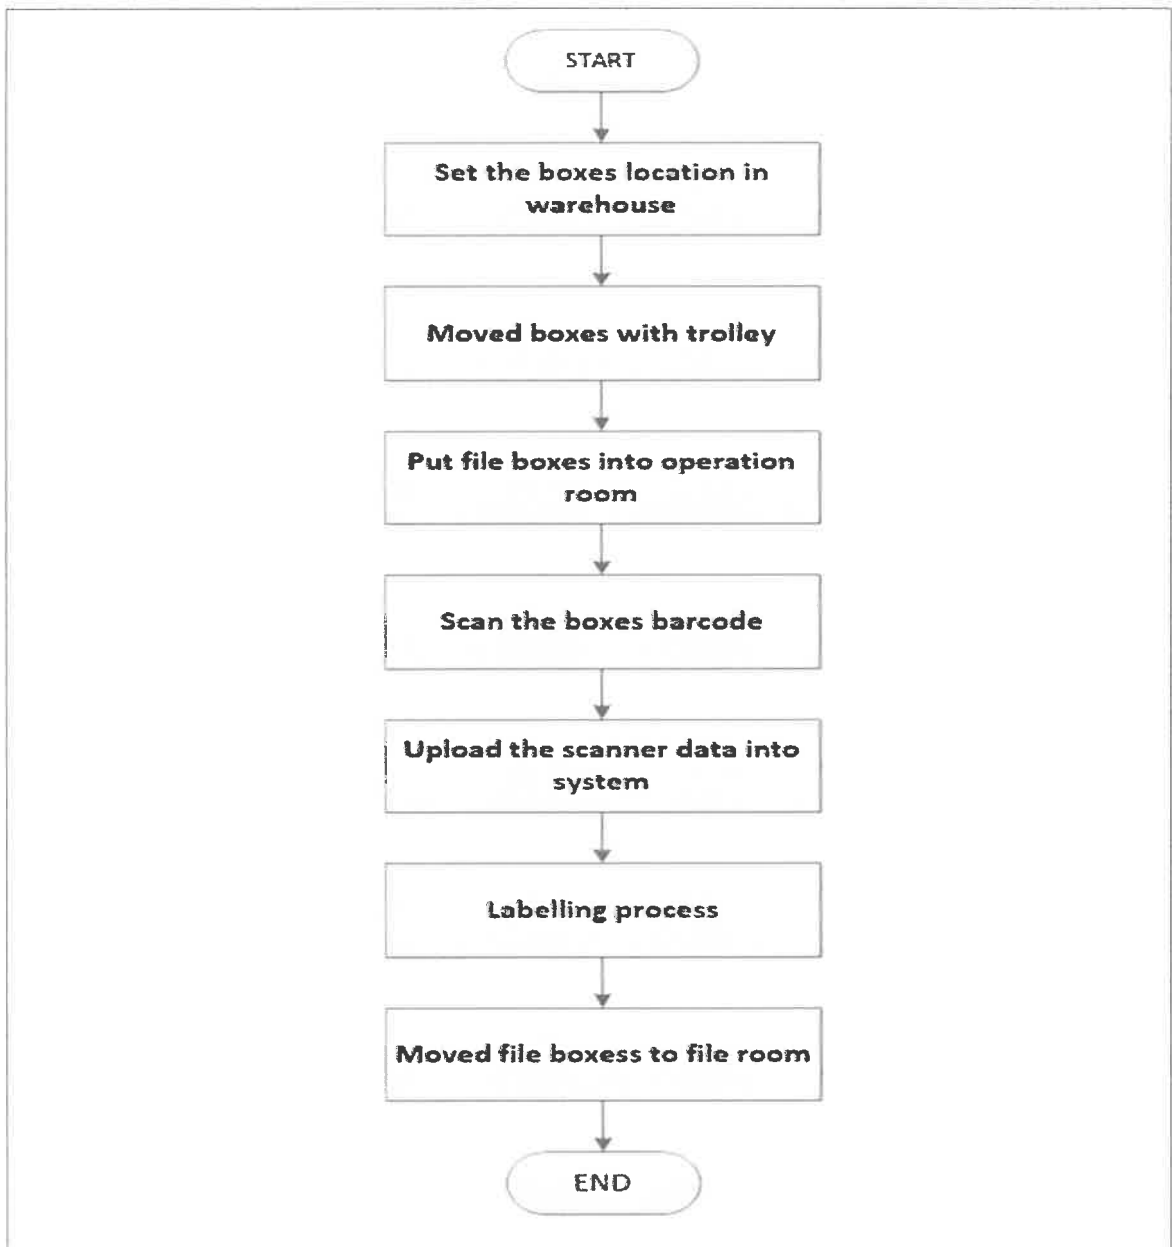 START
Set the boxes location in
warehouse
Moved boxes with trolley
Put file boxes into operation
room
Scan the boxes barcode
Upload the scanner data into
system
Labelling process
Moved file boxess to file room
END